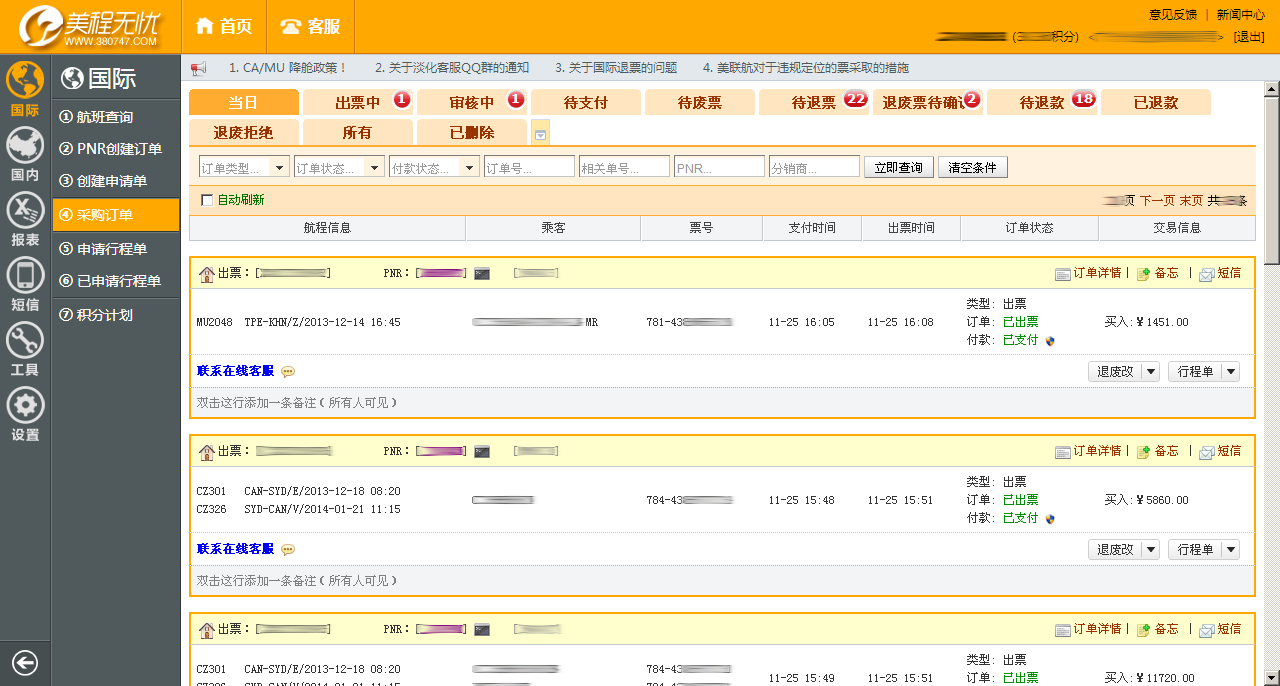 美程无忧
WWW.380747.COM
首页
客服
意见反馈 | 新闻中心
积分)
[退出]
国际
国内
报表
短信
工具
设置
国际
① 航班查询
② PNR创建订单
③ 创建申请单
④ 采购订单
⑤ 申请行程单
⑥ 已申请行程单
⑦ 积分计划
1. CA/MU 降舱政策！ 2. 关于淡化客服QQ群的通知 3. 关于国际退票的问题 4. 美联航对于违规定位的票采取的措施
当日 出票中 1 审核中 1 待支付 待废票 待退票 22 退废票待确认 2 待退款 18 已退款
退废拒绝 所有 已删除
订单类型... 订单状态... 付款状态... 订单号... 相关单号... PNR... 分销商... 立即查询 清空条件
自动刷新 页 下一页 末页 共 条
航程信息 乘客 票号 支付时间 出票时间 订单状态 交易信息
出票: [ ] PNR: [ ] [ ] 订单详情 | 备忘 | 短信
类型: 出票
MU2048 TPE-KHN/Z/2013-12-14 16:45 MR 781-43 11-25 16:05 11-25 16:08 订单: 已出票 买入:¥1451.00
付款: 已支付
联系在线客服 退废改 行程单
双击这行添加一条备注(所有人可见)
出票: PNR: [ ] [ ] 订单详情 | 备忘 | 短信
类型: 出票
CZ301 CAN-SYD/E/2013-12-18 08:20
784-43 11-25 15:48 11-25 15:51 订单: 已出票 买入:¥5860.00
CZ326 SYD-CAN/V/2014-01-21 11:15
付款: 已支付
联系在线客服 退废改 行程单
双击这行添加一条备注(所有人可见)
出票: [ ] PNR: [ ] 订单详情 | 备忘 | 短信
类型: 出票
CZ301 CAN-SYD/E/2013-12-18 08:20 784-43
11-25 15:49 11-25 15:51 订单: 已出票 买入:¥11720.00